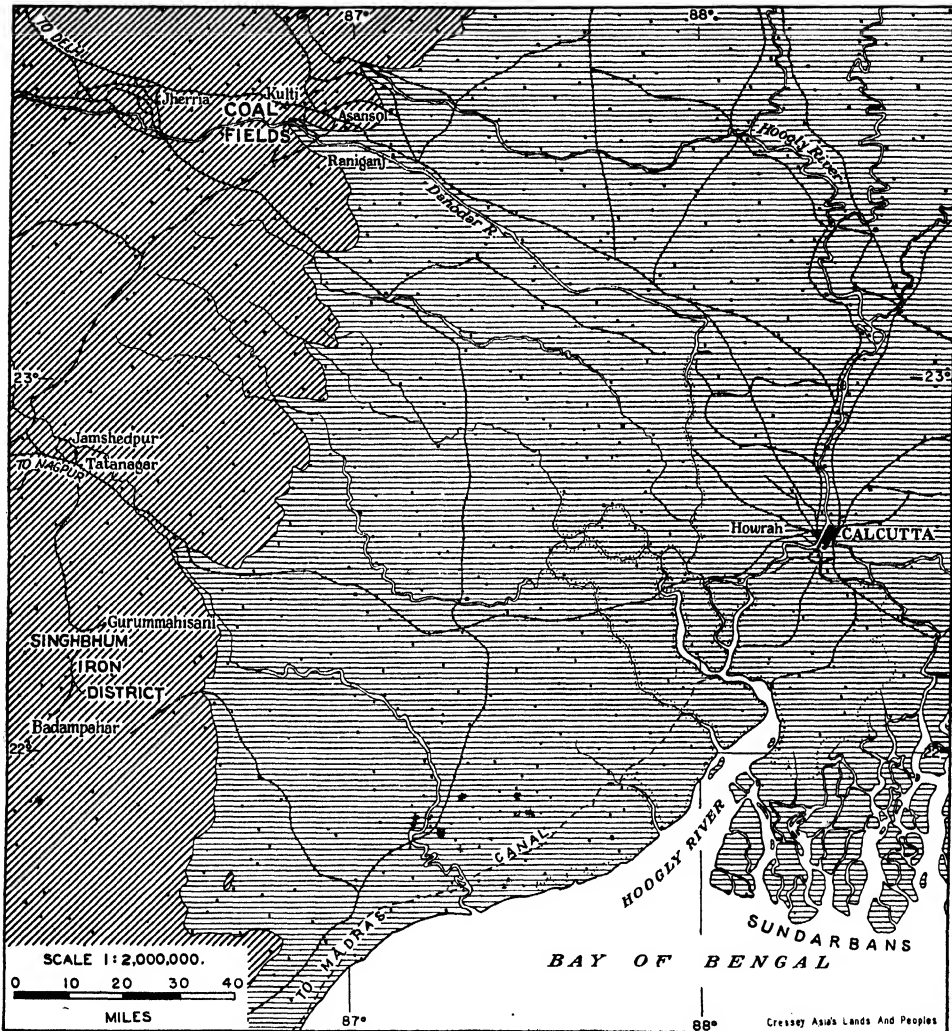 87°
88°
TO DELHI
Jherria
Kulti
COAL
FIELDS
Asansol
Raniganj
Damodar R.
Hoogly River
23°
23°
Jamshedpur
Tatanagar
TO NAGPUR
Howrah
CALCUTTA
Gurummahisani
SINGHBHUM
IRON
DISTRICT
Badampahar
22°
CANAL
TO MADRAS
HOOGLY RIVER
SUNDARBANS
BAY OF BENGAL
SCALE 1:2,000,000.
0 10 20 30 40
MILES
87°
88°
Cressey Asia's Lands And Peoples